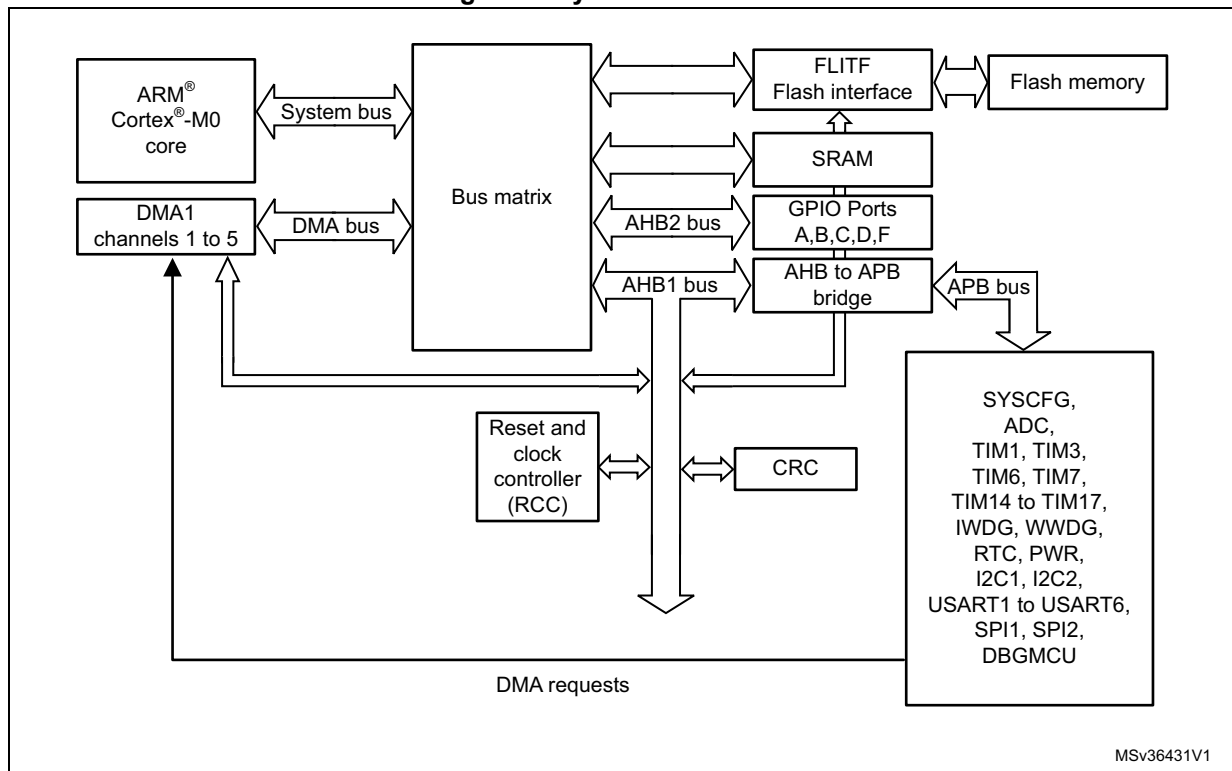 ARM®
Cortex®-M0
core
System bus
DMA1
channels 1 to 5
DMA bus
Bus matrix
FLITF
Flash interface
Flash memory
SRAM
AHB2 bus
GPIO Ports
A,B,C,D,F
AHB1 bus
AHB to APB
bridge
APB bus
Reset and
clock
controller
(RCC)
CRC
SYSCFG,
ADC,
TIM1, TIM3,
TIM6, TIM7,
TIM14 to TIM17,
IWDG, WWDG,
RTC, PWR,
I2C1, I2C2,
USART1 to USART6,
SPI1, SPI2,
DBGMCU
DMA requests
MSv36431V1